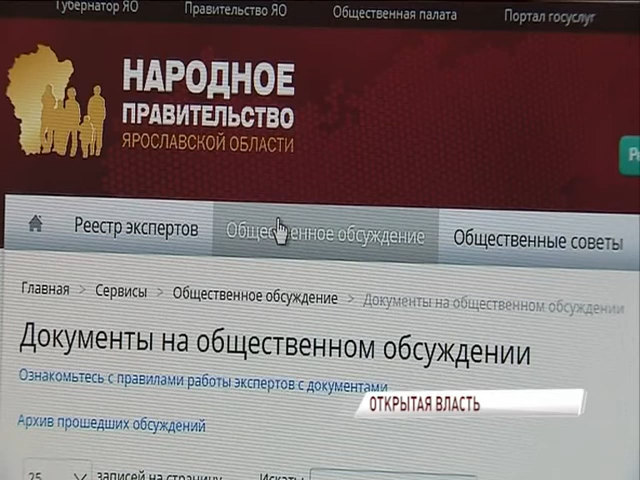 Губернатор ЯО Правительство ЯО Общественная палата Портал госуслуг
НАРОДНОЕ
ПРАВИТЕЛЬСТВО
ЯРОСЛАВСКОЙ ОБЛАСТИ
Реестр экспертов Общественное обсуждение Общественные советы
Главная > Сервисы > Общественное обсуждение > Документы на общественном обсуждении
Документы на общественном обсуждении
Ознакомьтесь с правилами работы экспертов с документами
ОТКРЫТАЯ ВЛАСТЬ
Архив прошедших обсуждений
25 записей на страницу Искать: